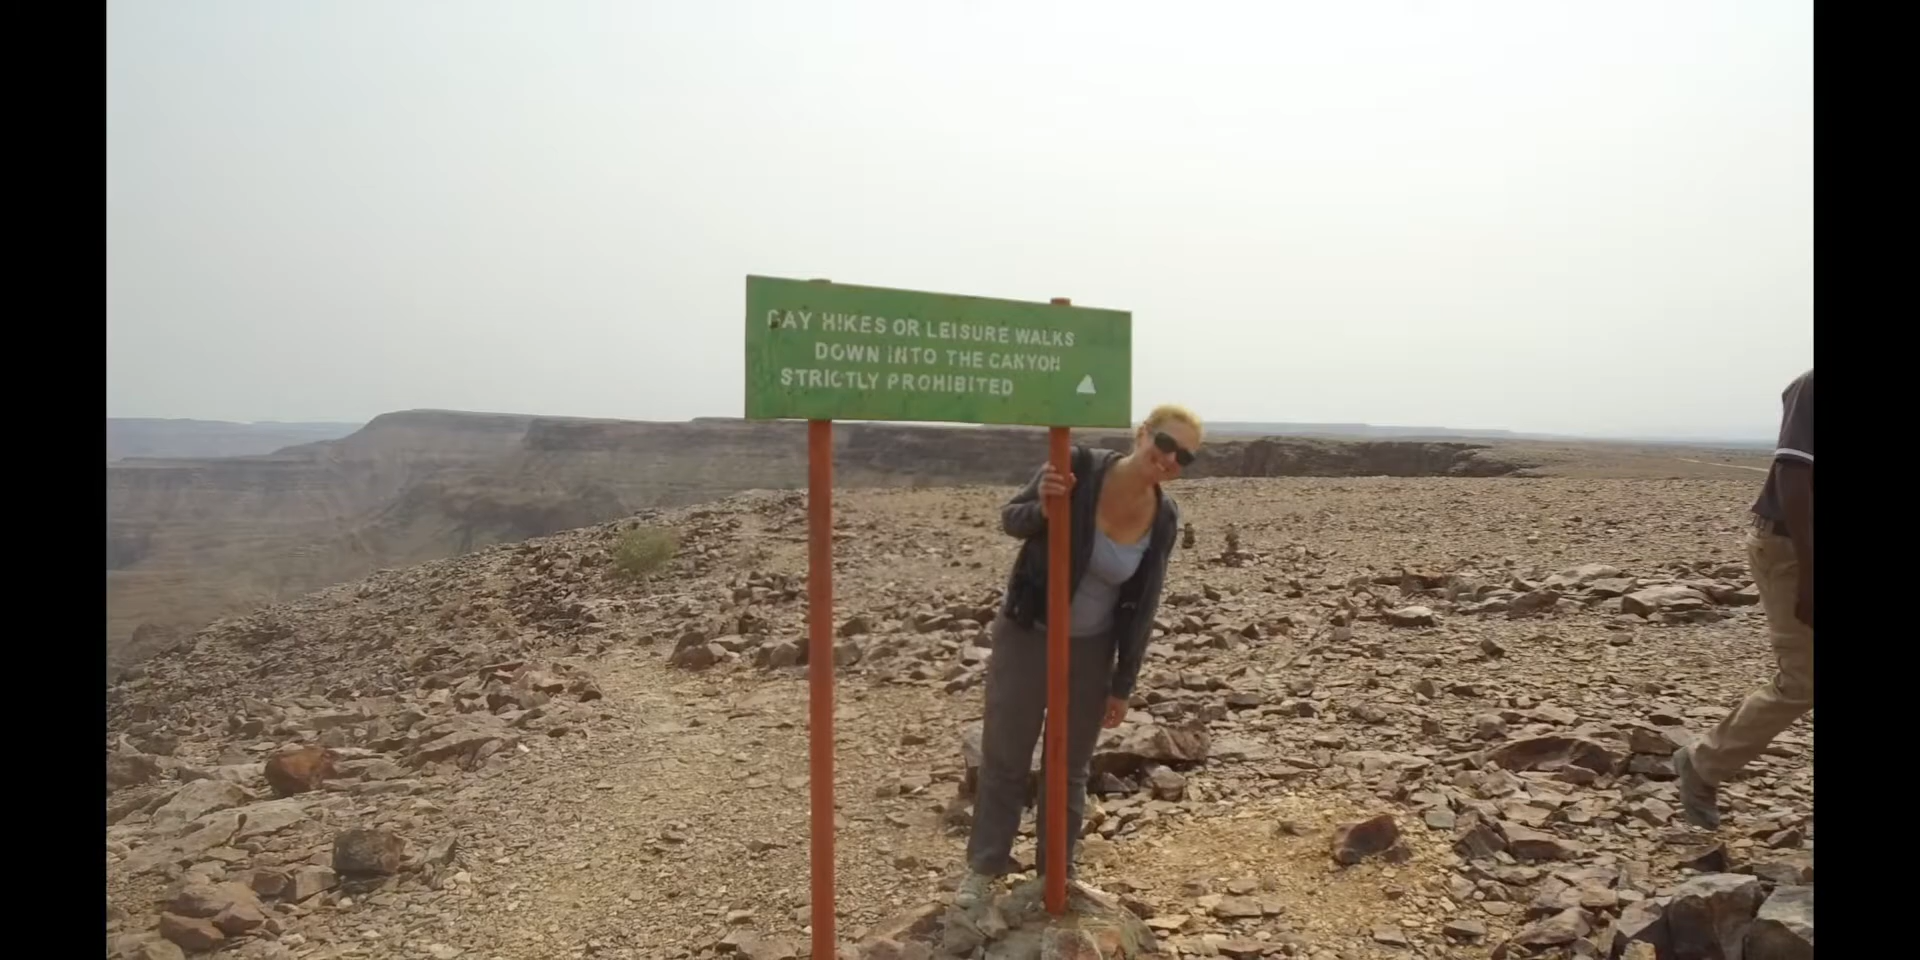 DAY HIKES OR LEISURE WALKS
DOWN INTO THE CANYON
STRICTLY PROHIBITED